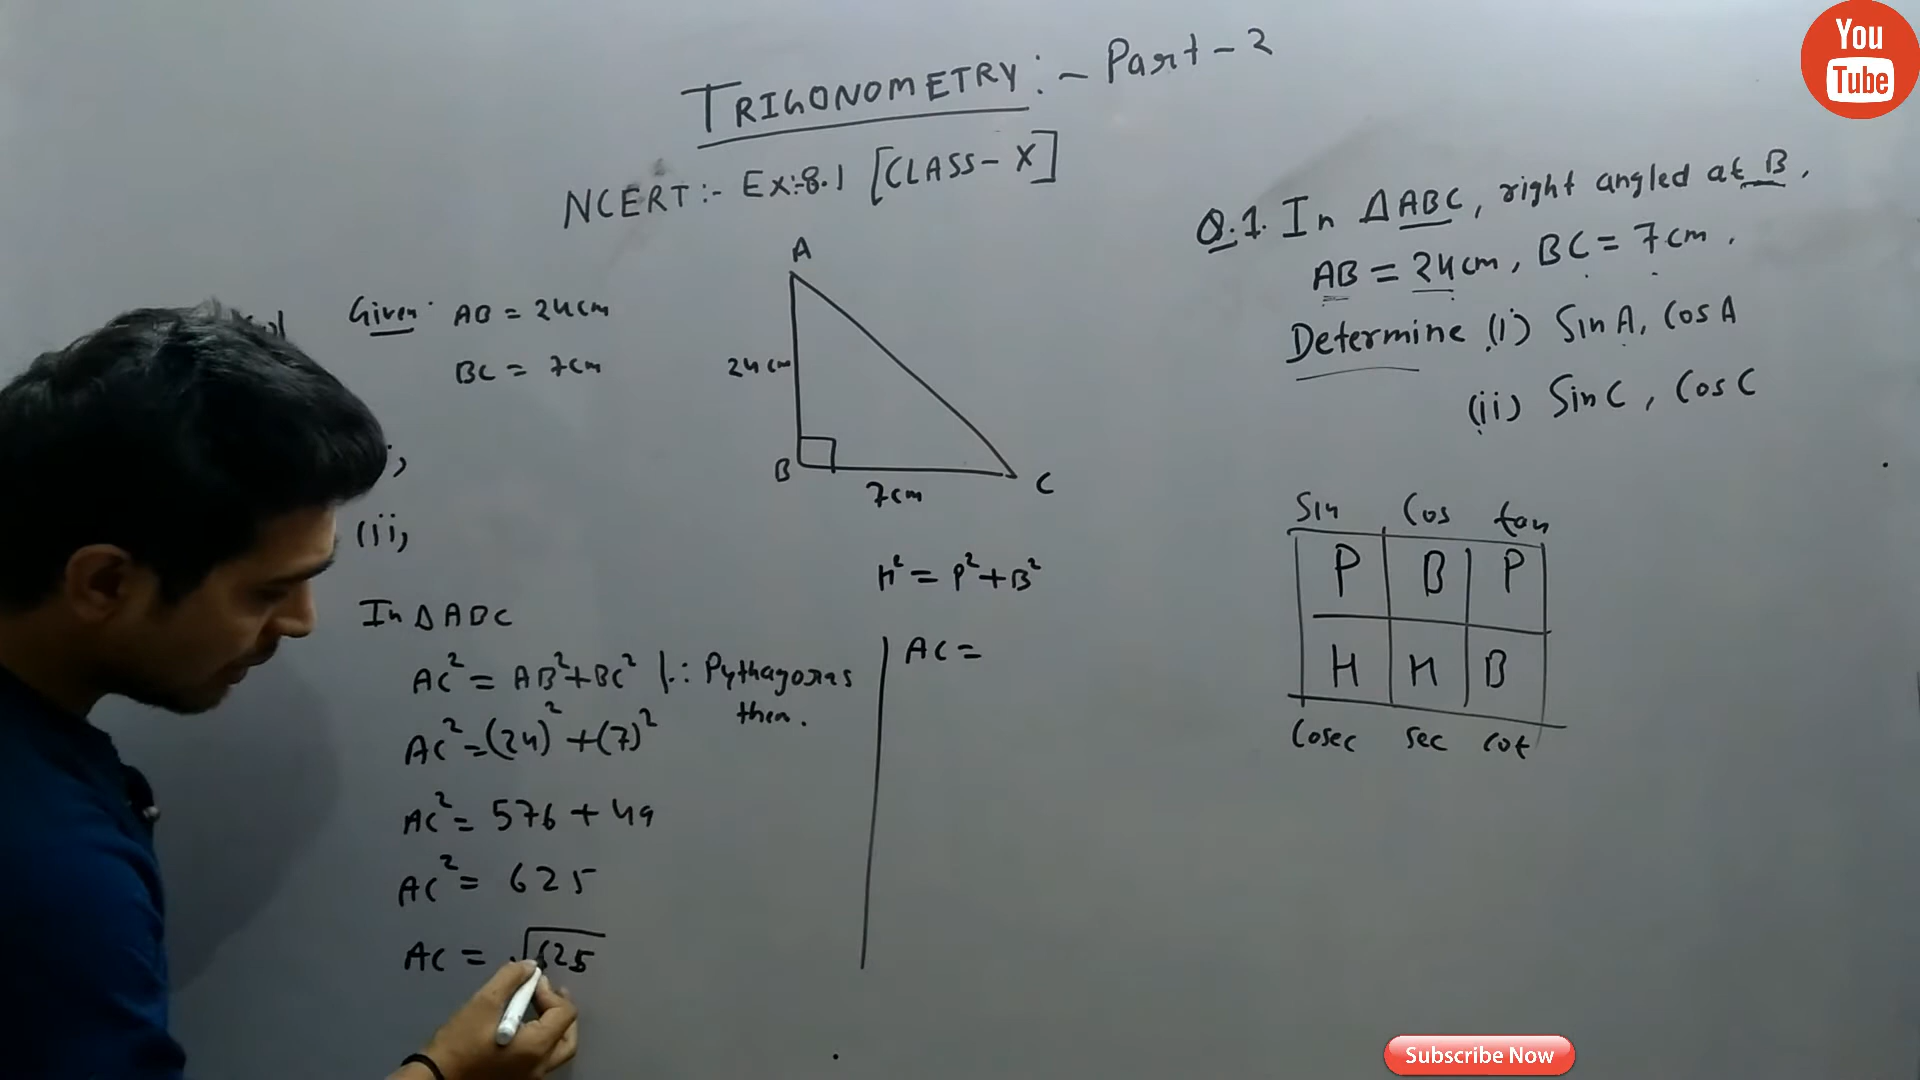 TRIGONOMETRY :- Part-2
NCERT:- Ex:-8.1 [CLASS-X]
Q.1. In ΔABC, right angled at B,
AB = 24cm, BC = 7cm.
Determine (i) Sin A, Cos A
(ii) Sin C, Cos C
Given: AB = 24cm
BC = 7cm
(ii)
A
24 cm
B
7cm
C
H² = P² + B²
In ΔABC
AC² = AB² + BC² | ∵ Pythagoras
them.
AC² = (24)² + (7)²
AC² = 576 + 49
AC² = 625
AC = √625
AC =
Sin Cos tan
P B P
H H B
Cosec sec cot
You
Tube
Subscribe Now